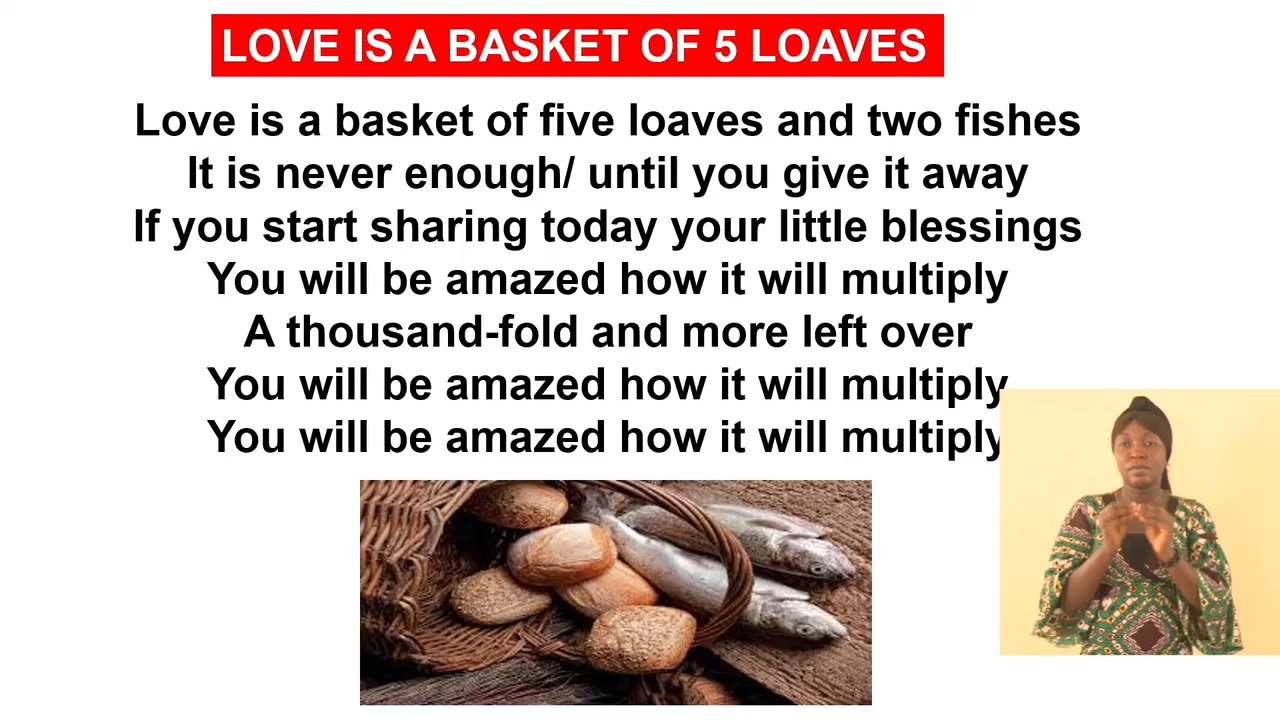 LOVE IS A BASKET OF 5 LOAVES
Love is a basket of five loaves and two fishes
It is never enough/ until you give it away
If you start sharing today your little blessings
You will be amazed how it will multiply
A thousand-fold and more left over
You will be amazed how it will multiply
You will be amazed how it will multiply